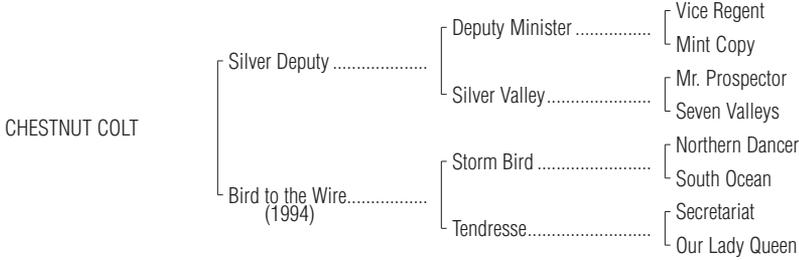 Vice Regent
Deputy Minister ................
Mint Copy
Silver Deputy ....................
Mr. Prospector
Silver Valley......................
Seven Valleys
CHESTNUT COLT
Northern Dancer
Storm Bird ........................
South Ocean
Bird to the Wire.................
(1994)
Secretariat
Tendresse..........................
Our Lady Queen